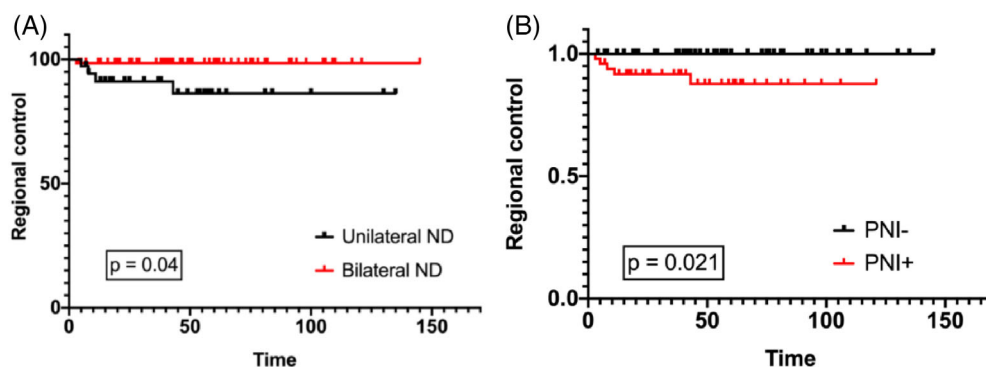 (A)
Regional control
100
50
0
0 50 100 150
Time
Unilateral ND
Bilateral ND
p = 0.04
(B)
Regional control
1.0
0.5
0.0
0 50 100 150
Time
PNI-
PNI+
p = 0.021